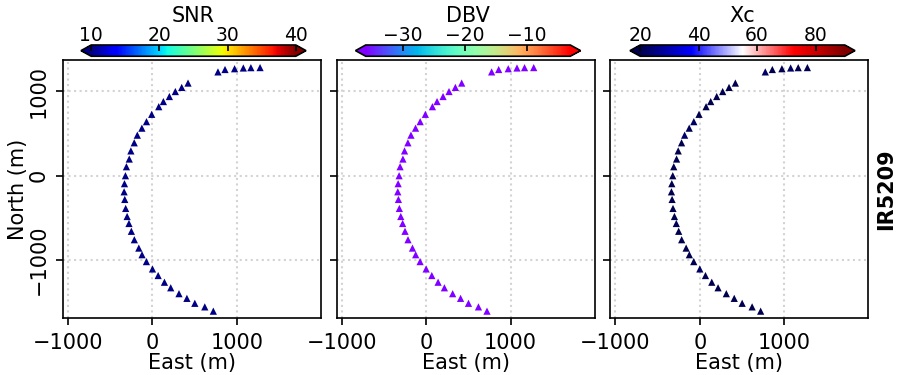 SNR DBV Xc
10 20 30 40 −30 −20 −10 20 40 60 80
1000
0
−1000
North (m)
IR5209
−1000 0 1000 −1000 0 1000 −1000 0 1000
East (m) East (m) East (m)